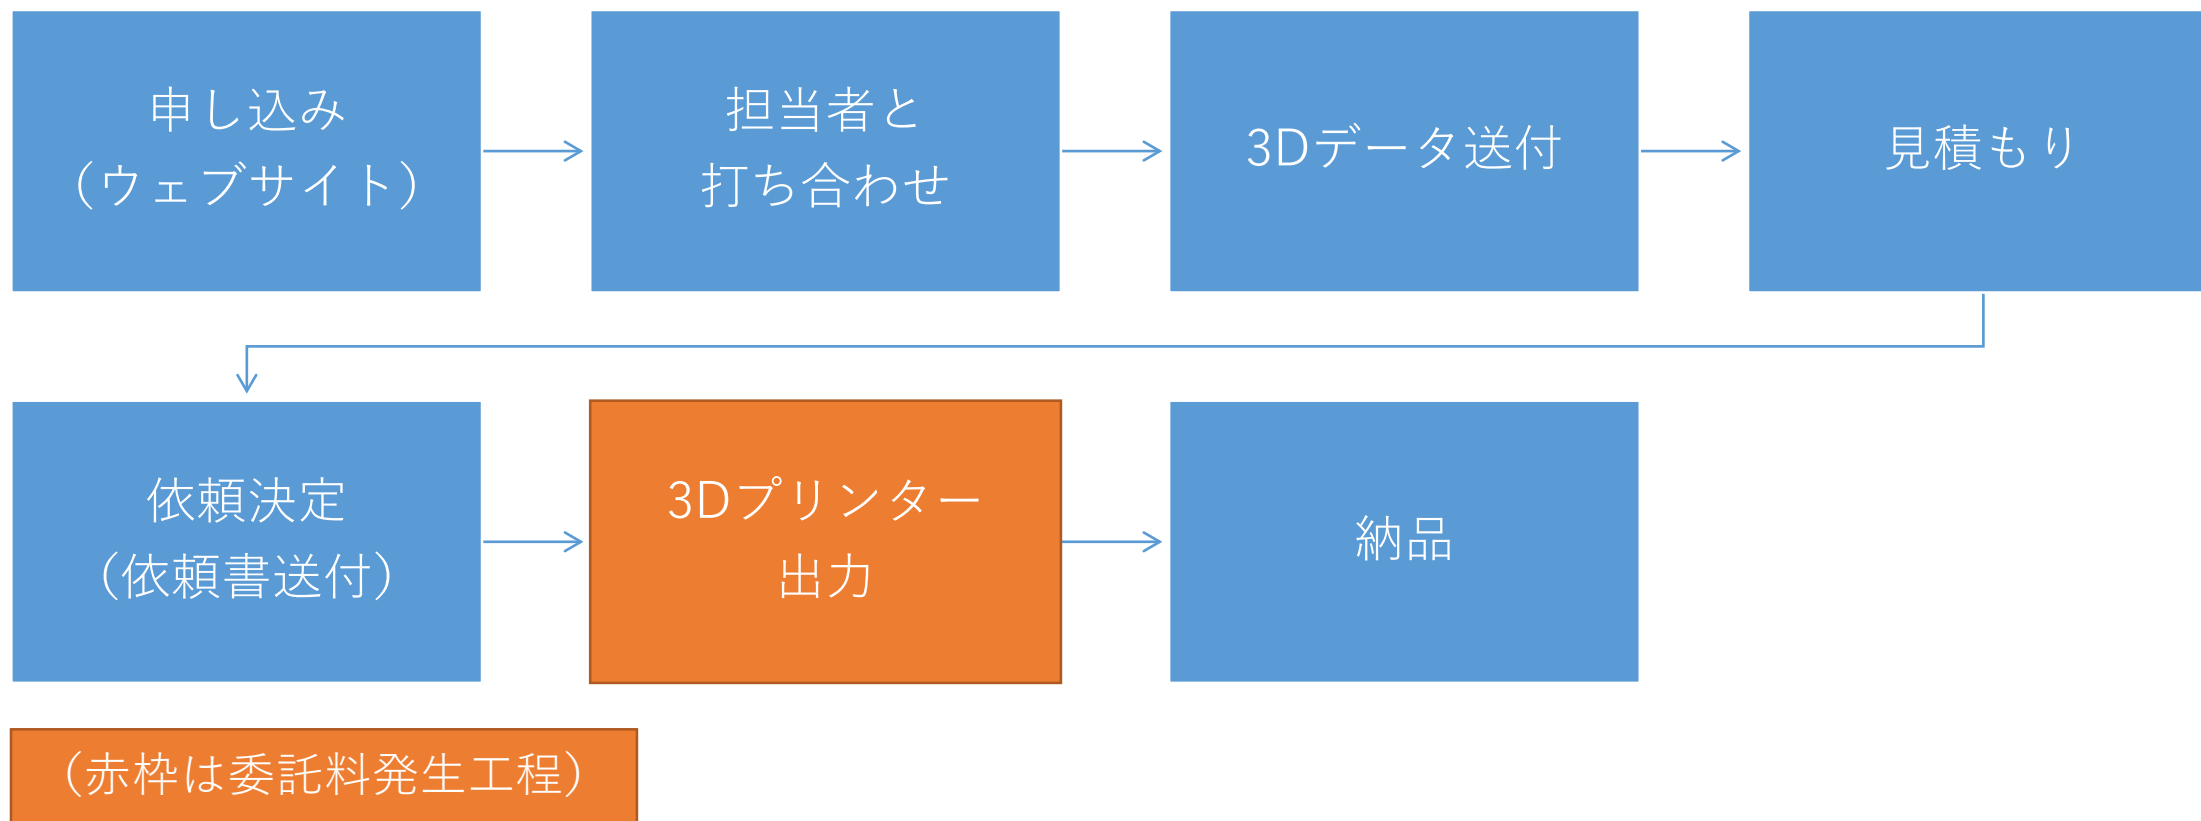 申し込み
（ウェブサイト）
担当者と
打ち合わせ
3Dデータ送付
見積もり
依頼決定
（依頼書送付）
3Dプリンター
出力
納品
（赤枠は委託料発生工程）